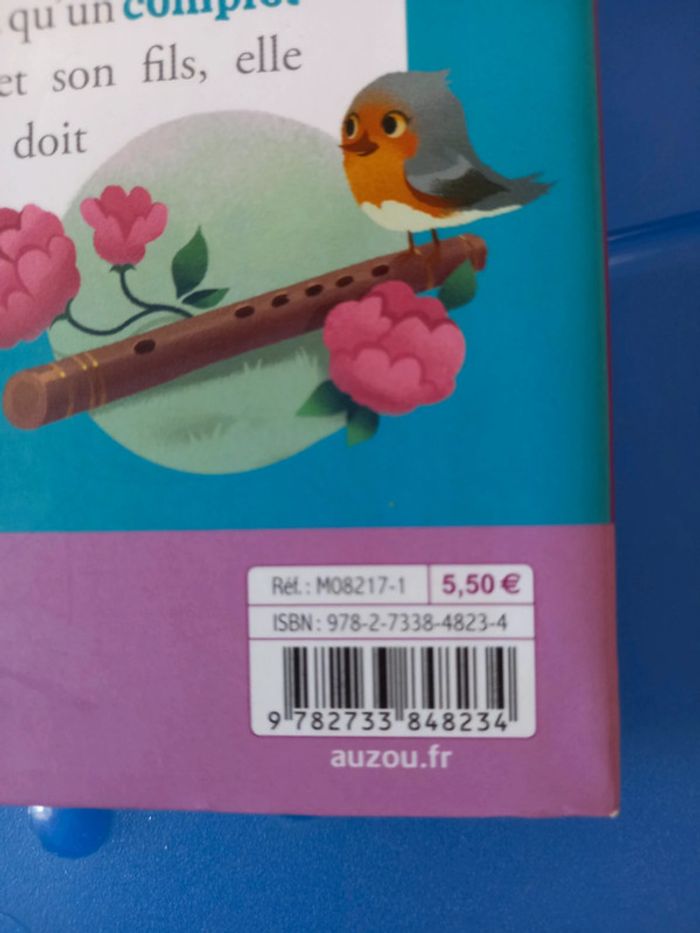 qu'un complot
et son fils, elle
doit
Réf. : M08217-1 5,50 €
ISBN : 978-2-7338-4823-4
9 782733 848234
auzou.fr